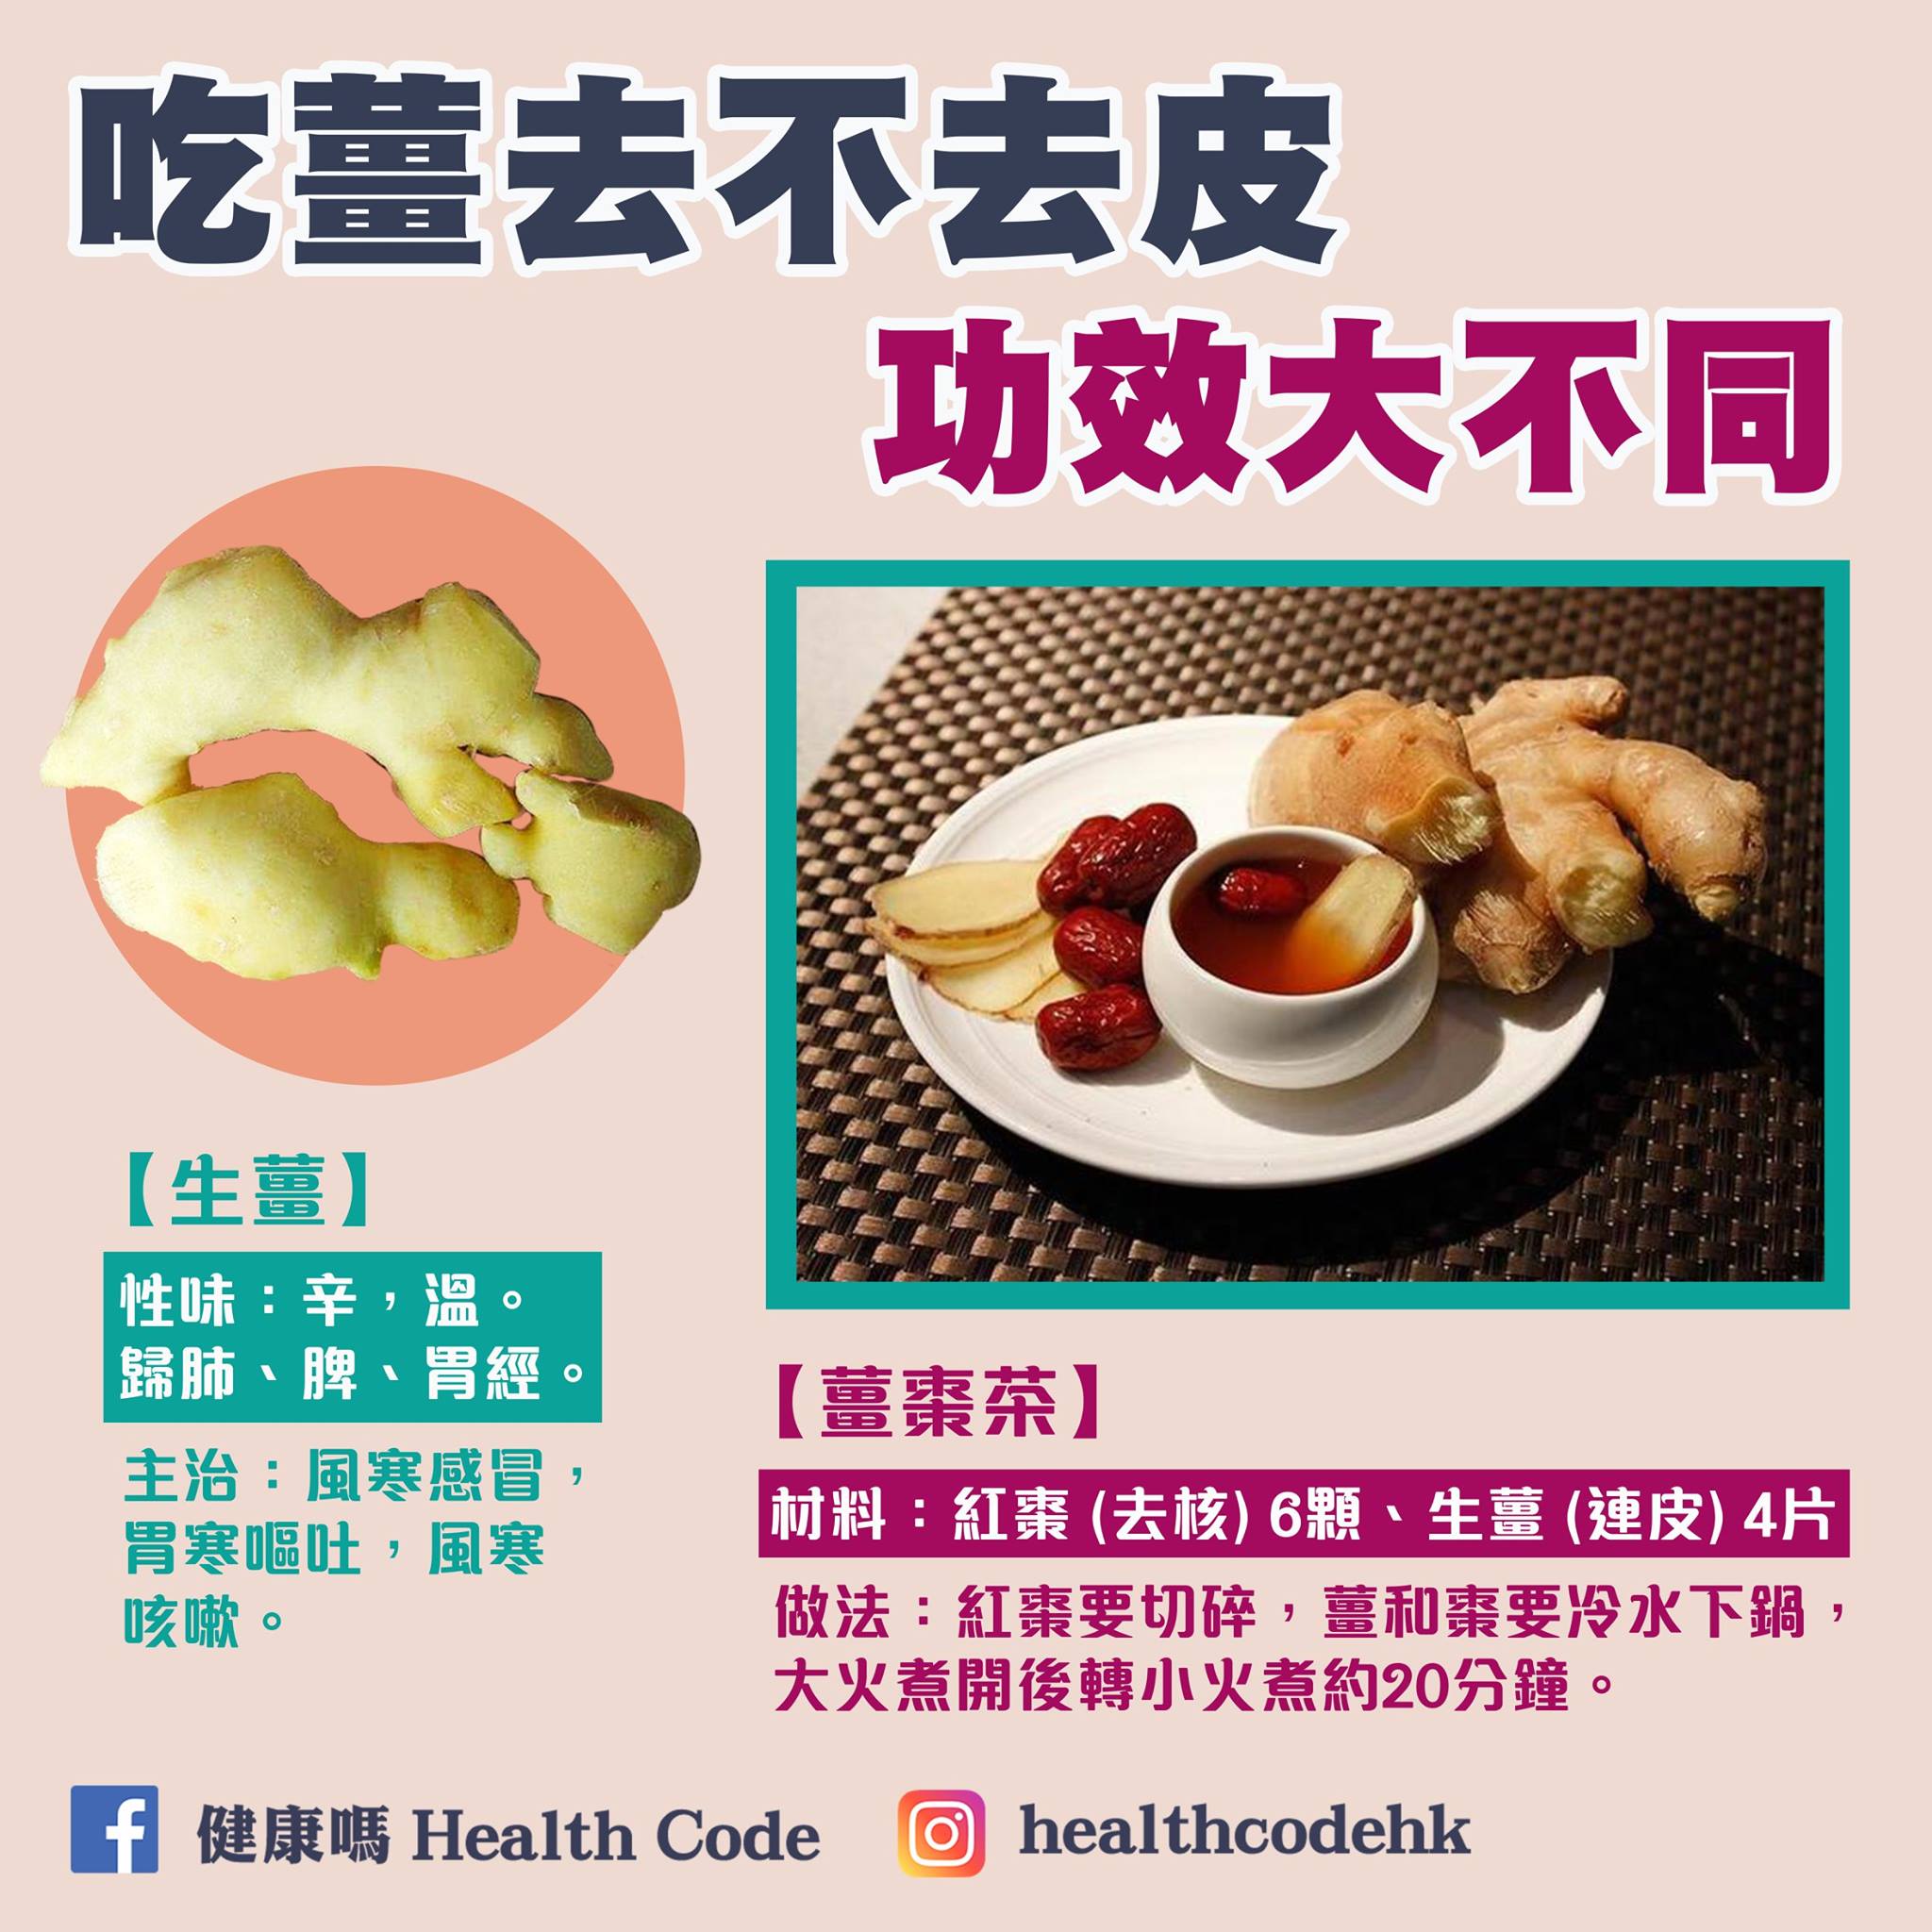 吃薑去不去皮
功效大不同
【生薑】
性味：辛，溫。
歸肺、脾、胃經。
主治：風寒感冒，
胃寒嘔吐，風寒
咳嗽。
【薑棗茶】
材料：紅棗 (去核) 6顆、生薑 (連皮) 4片
做法：紅棗要切碎，薑和棗要冷水下鍋，
大火煮開後轉小火煮約20分鐘。
健康嗎 Health Code
healthcodehk